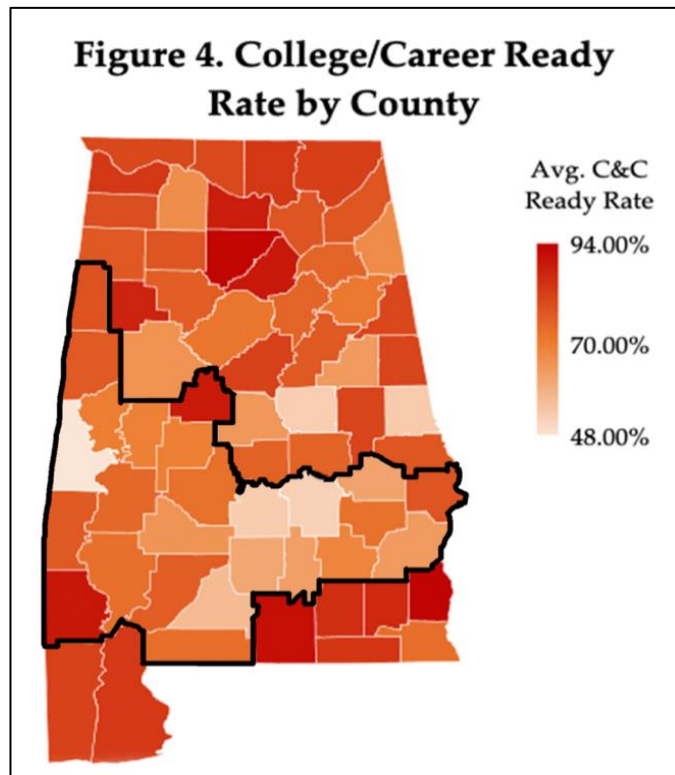 Figure 4. College/Career Ready
Rate by County
Avg. C&C
Ready Rate
94.00%
70.00%
48.00%